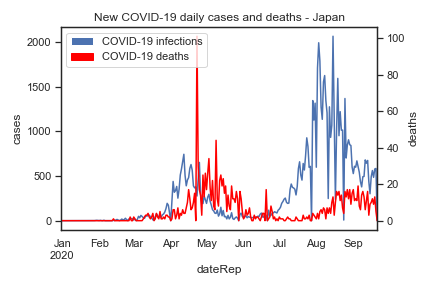 New COVID-19 daily cases and deaths - Japan
COVID-19 infections
COVID-19 deaths
2000
1500
1000
500
0
cases
100
80
60
40
20
0
deaths
Jan Feb Mar Apr May Jun Jul Aug Sep
2020
dateRep